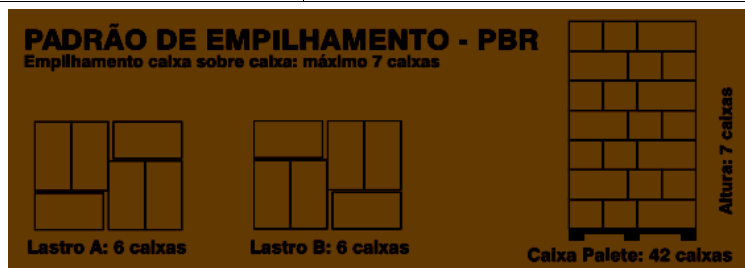 PADRÃO DE EMPILHAMENTO - PBR
Empilhamento caixa sobre caixa: máximo 7 caixas
Altura: 7 caixas
Lastro A: 6 caixas
Lastro B: 6 caixas
Caixa Palete: 42 caixas